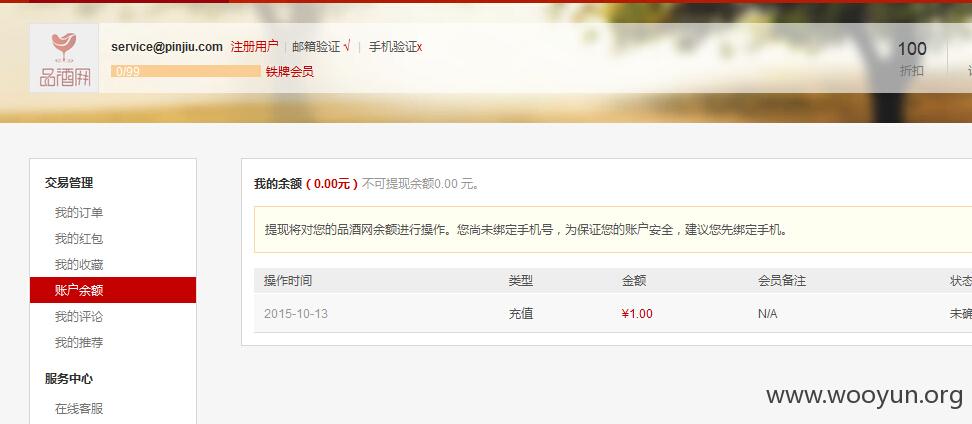 品酒网
service@pinjiu.com 注册用户 | 邮箱验证 √ | 手机验证x
0/99 铁牌会员
100
折扣
交易管理
我的订单
我的红包
我的收藏
账户余额
我的评论
我的推荐
服务中心
在线客服
我的余额（0.00元）不可提现余额0.00 元。
提现将对您的品酒网余额进行操作。您尚未绑定手机号，为保证您的账户安全，建议您先绑定手机。
操作时间 类型 金额 会员备注 状态
2015-10-13 充值 ¥1.00 N/A 未确
www.wooyun.org